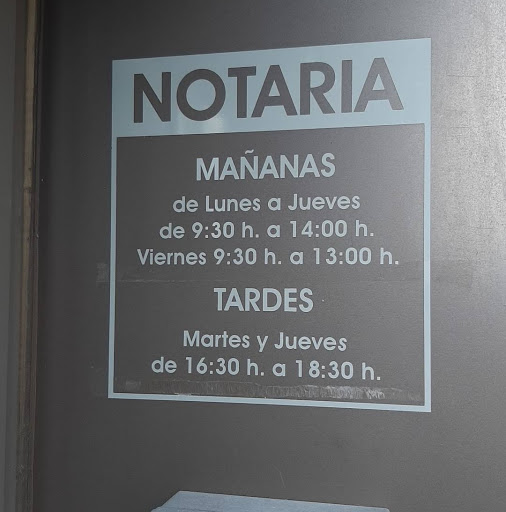 NOTARIA
MAÑANAS
de Lunes a Jueves
de 9:30 h. a 14:00 h.
Viernes 9:30 h. a 13:00 h.
TARDES
Martes y Jueves
de 16:30 h. a 18:30 h.